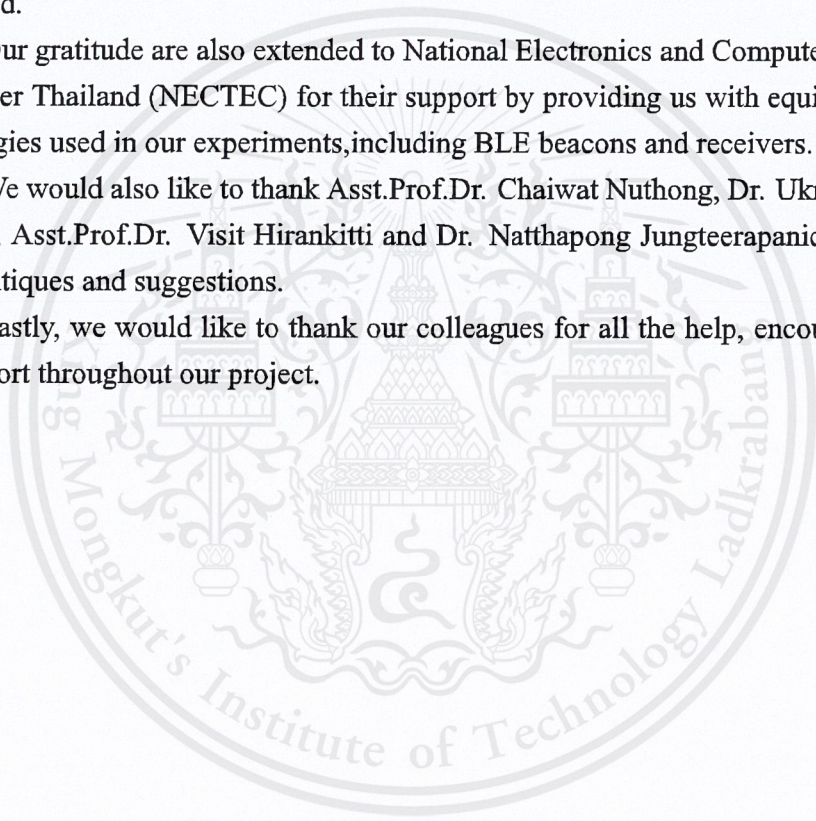 d.
ur gratitude are also extended to National Electronics and Compute
er Thailand (NECTEC) for their support by providing us with equi
gies used in our experiments,including BLE beacons and receivers.
Ve would also like to thank Asst.Prof.Dr. Chaiwat Nuthong, Dr. Uk
, Asst.Prof.Dr. Visit Hirankitti and Dr. Natthapong Jungteerapanic
tiques and suggestions.
astly, we would like to thank our colleagues for all the help, encou
ort throughout our project.
g Mongkut's Institute of Technology Ladkrabang